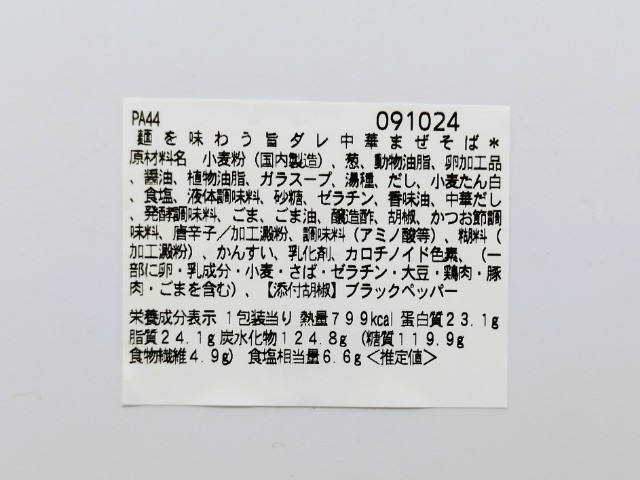 PA44 091024
麺を味わう旨ダレ中華まぜそば*
原材料名 小麦粉(国内製造)、葱、動物油脂、卵加工品
、醤油、植物油脂、ガラスープ、湯種、だし、小麦たん白
、食塩、液体調味料、砂糖、ゼラチン、香味油、中華だし
、発酵調味料、ごま、ごま油、醸造酢、胡椒、かつお節調
味料、唐辛子/加工澱粉、調味料(アミノ酸等)、糊料(
加工澱粉)、かんすい、乳化剤、カロチノイド色素、(一
部に卵・乳成分・小麦・さば・ゼラチン・大豆・鶏肉・豚
肉・ごまを含む)、【添付胡椒】ブラックペッパー
栄養成分表示 1包装当り 熱量799kcal 蛋白質23.1g
脂質24.1g 炭水化物124.8g (糖質119.9g
食物繊維4.9g) 食塩相当量6.6g<推定値>